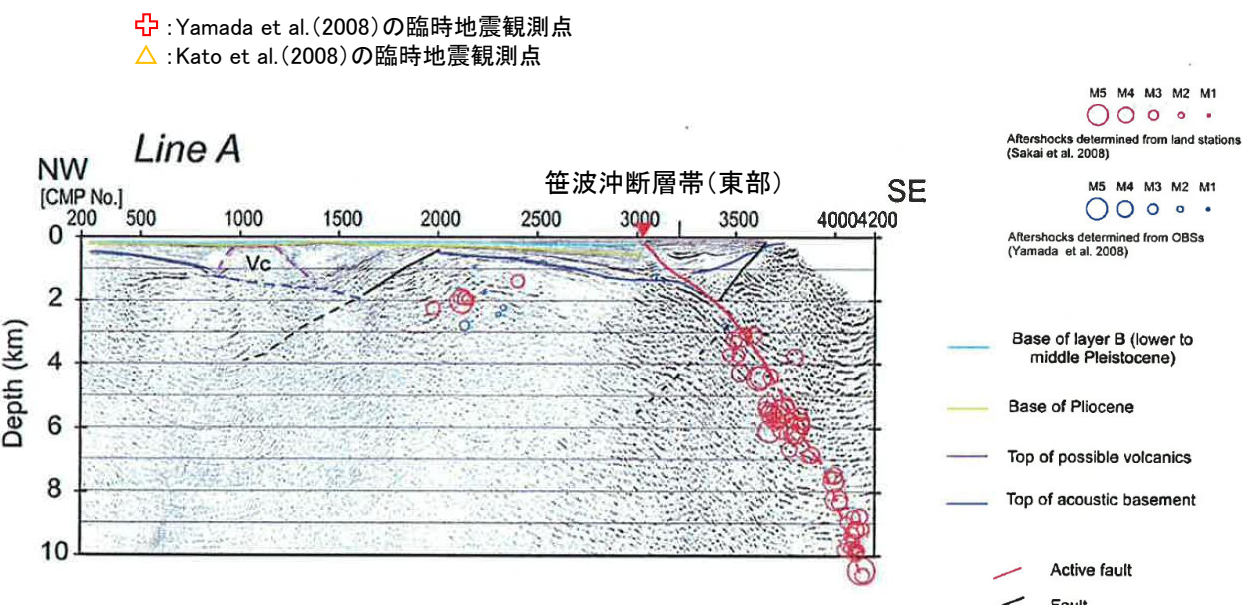 :Yamada et al.(2008)の臨時地震観測点
:Kato et al.(2008)の臨時地震観測点
M5 M4 M3 M2 M1
Aftershocks determined from land stations
(Sakai et al. 2008)
Line A
NW
[CMP No.]
笹波沖断層帯(東部)
SE
M5 M4 M3 M2 M1
Aftershocks determined from OBSs
(Yamada et al. 2008)
200 500 1000 1500 2000 2500 3000 3500 4000 4200
0
Vc
2
4
6
8
10
Depth (km)
Base of layer B (lower to
middle Pleistocene)
Base of Pliocene
Top of possible volcanics
Top of acoustic basement
Active fault
Fault